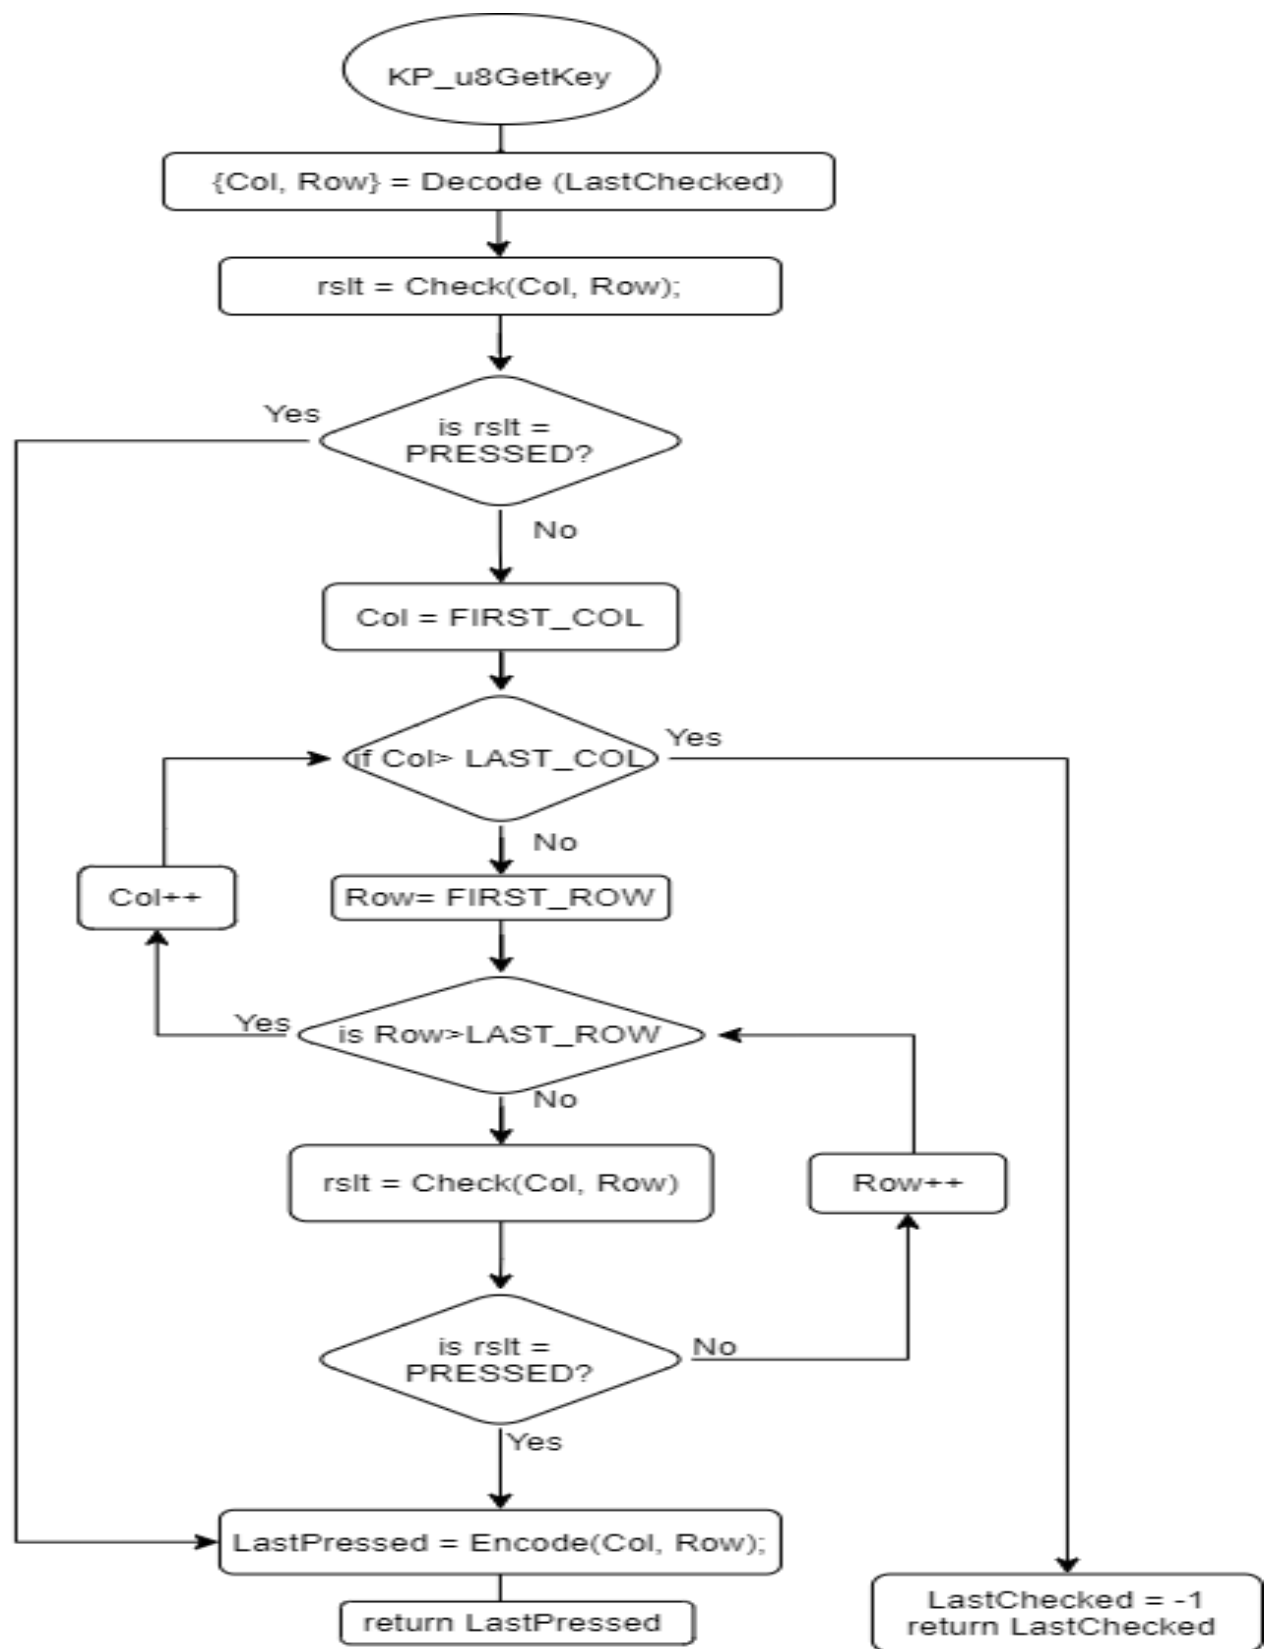 KP_u8GetKey
{Col, Row} = Decode (LastChecked)
rslt = Check(Col, Row);
Yes
is rslt =
PRESSED?
No
Col = FIRST_COL
if Col> LAST_COL
Yes
No
Col++
Row= FIRST_ROW
Yes
is Row>LAST_ROW
No
rslt = Check(Col, Row)
Row++
is rslt =
PRESSED?
No
Yes
LastPressed = Encode(Col, Row);
return LastPressed
LastChecked = -1
return LastChecked